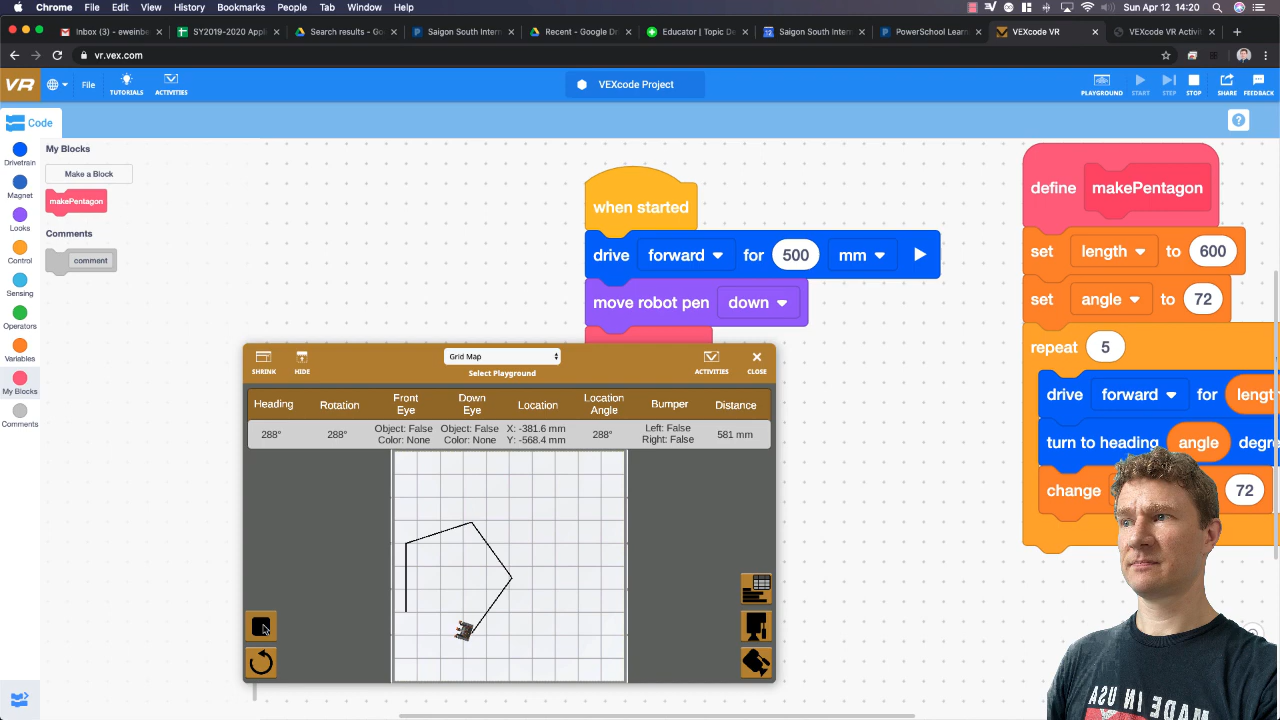 Chrome File Edit View History Bookmarks People Tab Window Help Sun Apr 12 14:20
Inbox (3) - eweinbe SY2019-2020 Appli Search results - Go Saigon South Intern Recent - Google Dr Educator | Topic De Saigon South Intern PowerSchool Learn VEXcode VR VEXcode VR Activit
vr.vex.com
VR File TUTORIALS ACTIVITIES VEXcode Project PLAYGROUND START STEP STOP SHARE FEEDBACK
Code
Drivetrain
Magnet
Looks
Control
Sensing
Operators
Variables
My Blocks
Comments
My Blocks
Make a Block
makePentagon
Comments
comment
when started
drive forward for 500 mm
move robot pen down
define makePentagon
set length to 600
set angle to 72
repeat 5
drive forward for length
turn to heading angle degre
change 72
SHRINK HIDE Grid Map Select Playground ACTIVITIES CLOSE
Heading Rotation Front Eye Down Eye Location Location Angle Bumper Distance
288° 288° Object: False Color: None Object: False Color: None X: -381.6 mm Y: -568.4 mm 288° Left: False Right: False 581 mm
MADE IN USA